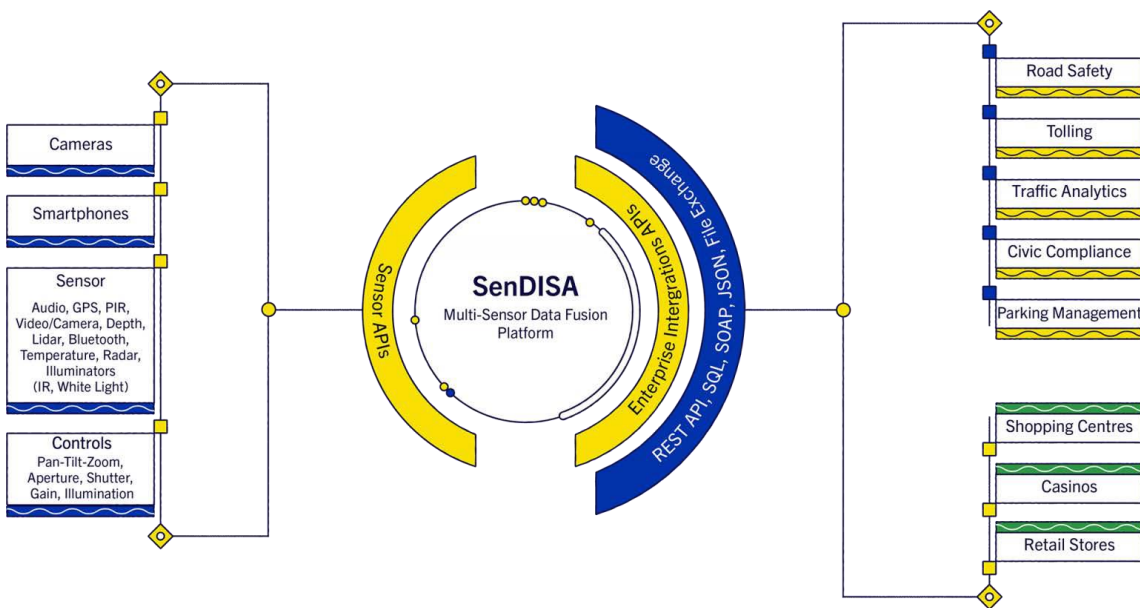 Cameras
Smartphones
Sensor
Audio, GPS, PIR,
Video/Camera, Depth,
Lidar, Bluetooth,
Temperature, Radar,
Illuminators
(IR, White Light)
Controls
Pan-Tilt-Zoom,
Aperture, Shutter,
Gain, Illumination
Sensor APIs
SenDISA
Multi-Sensor Data Fusion
Platform
Enterprise Intergrations APIs
REST API, SQL, SOAP, JSON, File Exchange
Road Safety
Tolling
Traffic Analytics
Civic Compliance
Parking Management
Shopping Centres
Casinos
Retail Stores